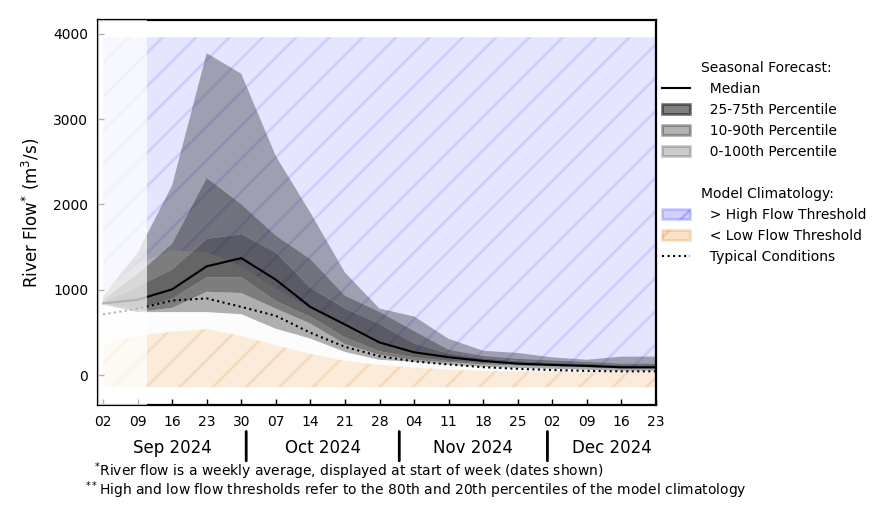 4000
3000
2000
1000
0
River Flow* (m³/s)
02 09 16 23 30 07 14 21 28 04 11 18 25 02 09 16 23
Sep 2024 Oct 2024 Nov 2024 Dec 2024
*River flow is a weekly average, displayed at start of week (dates shown)
**High and low flow thresholds refer to the 80th and 20th percentiles of the model climatology
Seasonal Forecast:
Median
25-75th Percentile
10-90th Percentile
0-100th Percentile
Model Climatology:
> High Flow Threshold
< Low Flow Threshold
Typical Conditions